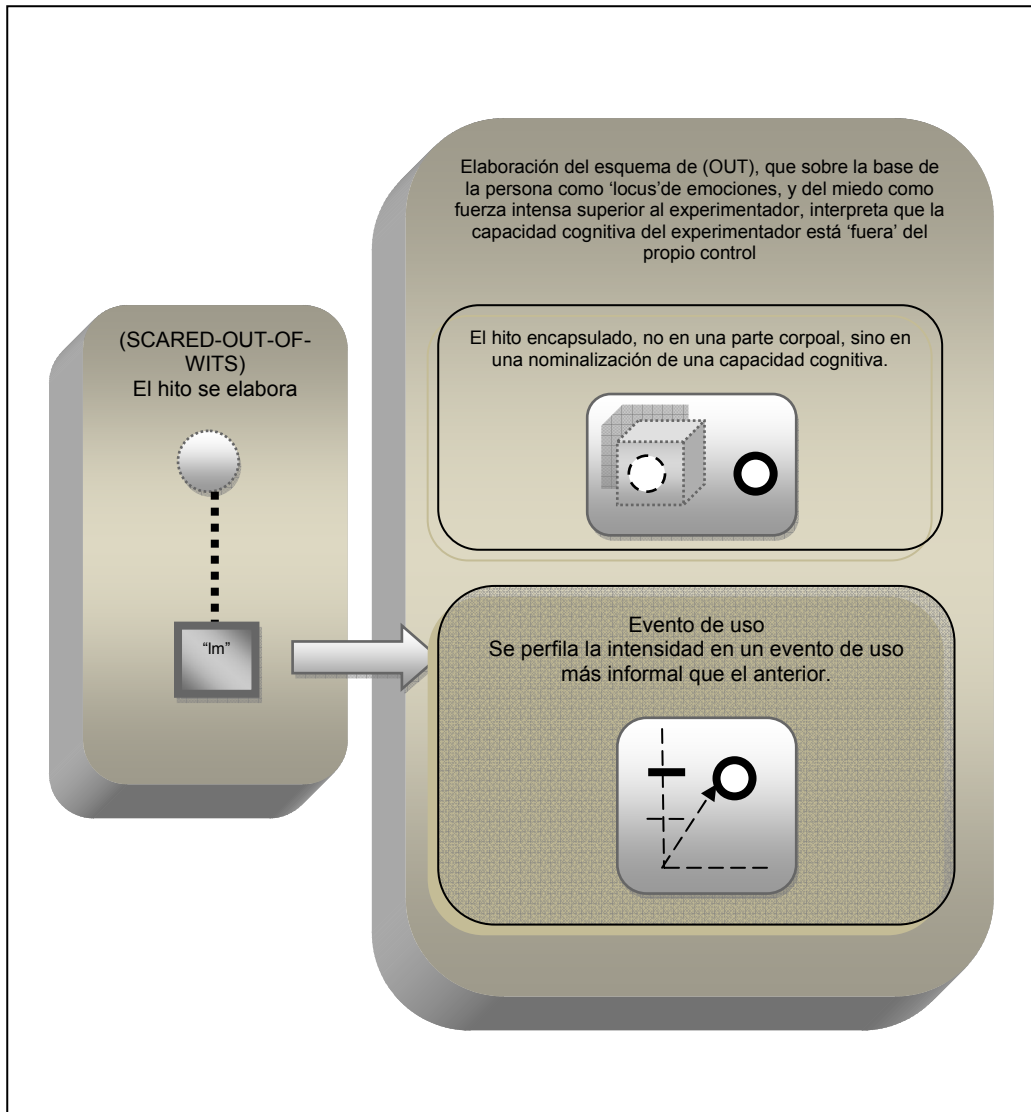 (SCARED-OUT-OF-
WITS)
El hito se elabora
“lm”
Elaboración del esquema de (OUT), que sobre la base de
la persona como ‘locus’de emociones, y del miedo como
fuerza intensa superior al experimentador, interpreta que la
capacidad cognitiva del experimentador está ‘fuera’ del
propio control
El hito encapsulado, no en una parte corpoal, sino en
una nominalización de una capacidad cognitiva.
Evento de uso
Se perfila la intensidad en un evento de uso
más informal que el anterior.